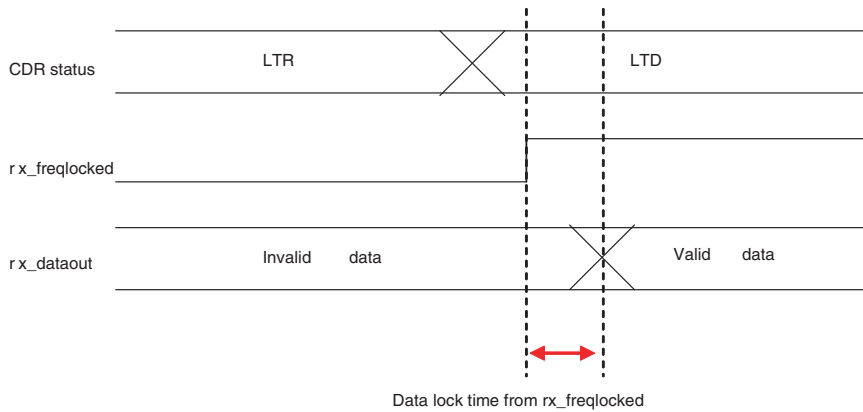 CDR status
LTR
LTD
r x_freqlocked
r x_dataout
Invalid data
Valid data
Data lock time from rx_freqlocked